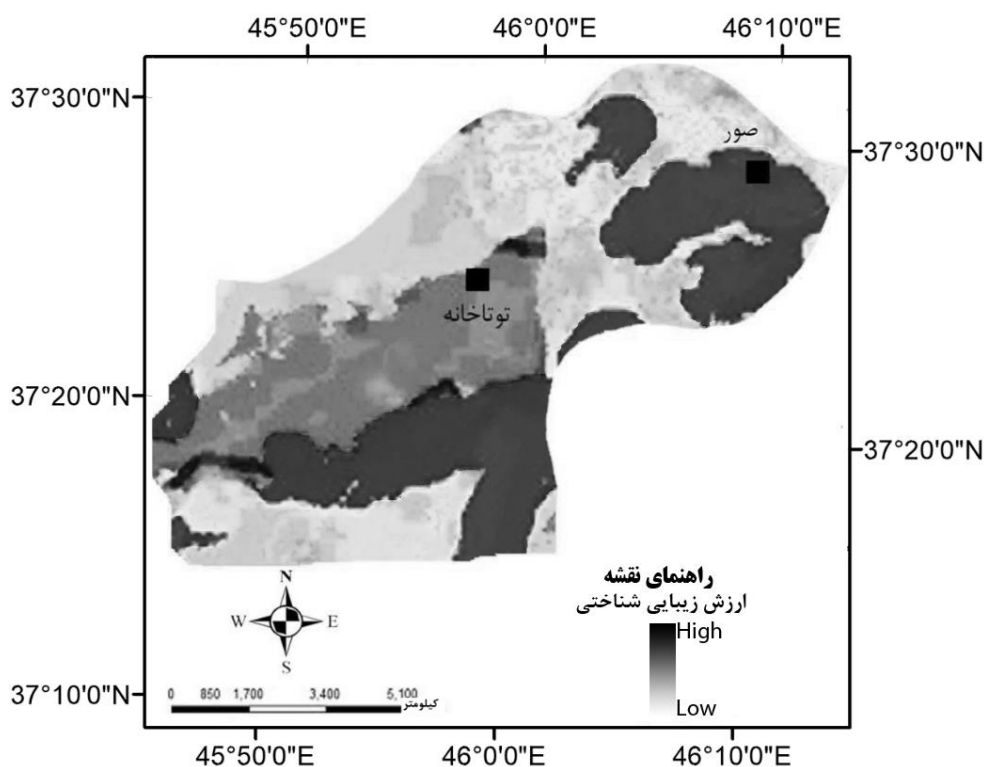 45°50'0"E 46°0'0"E 46°10'0"E
37°30'0"N
صور
37°30'0"N
توتاخانه
37°20'0"N
37°20'0"N
راهنمای نقشه
ارزش زیبایی شناختی
High
Low
N
W E
S
37°10'0"N
0 850 1,700 3,400 5,100
کیلومتر
45°50'0"E 46°0'0"E 46°10'0"E